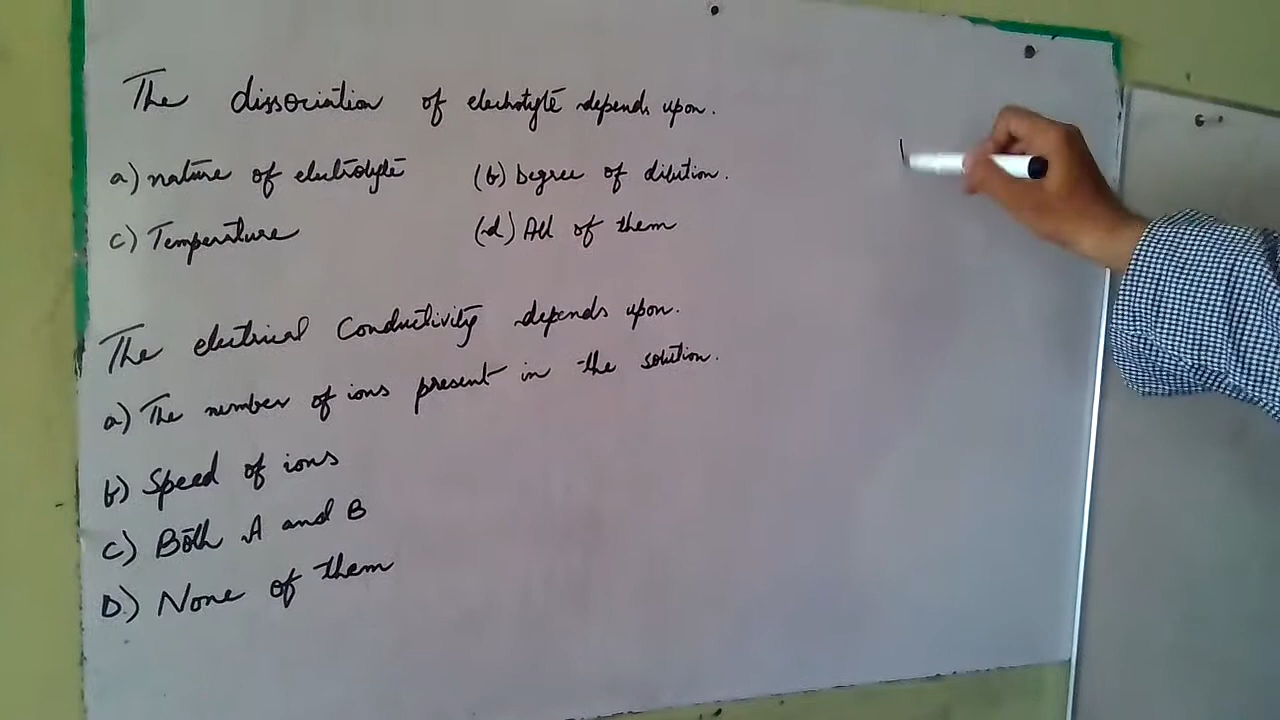 The dissociation of electrolyte depends upon.
a) nature of electrolyte (b) Degree of dilution.
c) Temperature (d) All of them
The electrical Conductivity depends upon.
a) The number of ions present in the solution.
b) Speed of ions
c) Both A and B
D) None of them